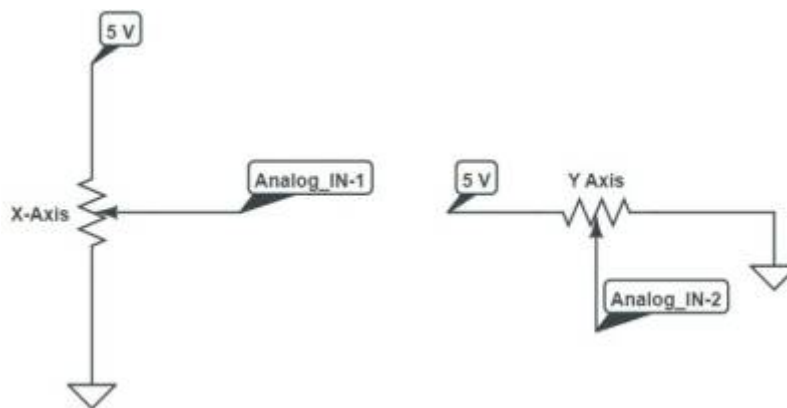 5 V
X-Axis
Analog_IN-1
5 V
Y Axis
Analog_IN-2